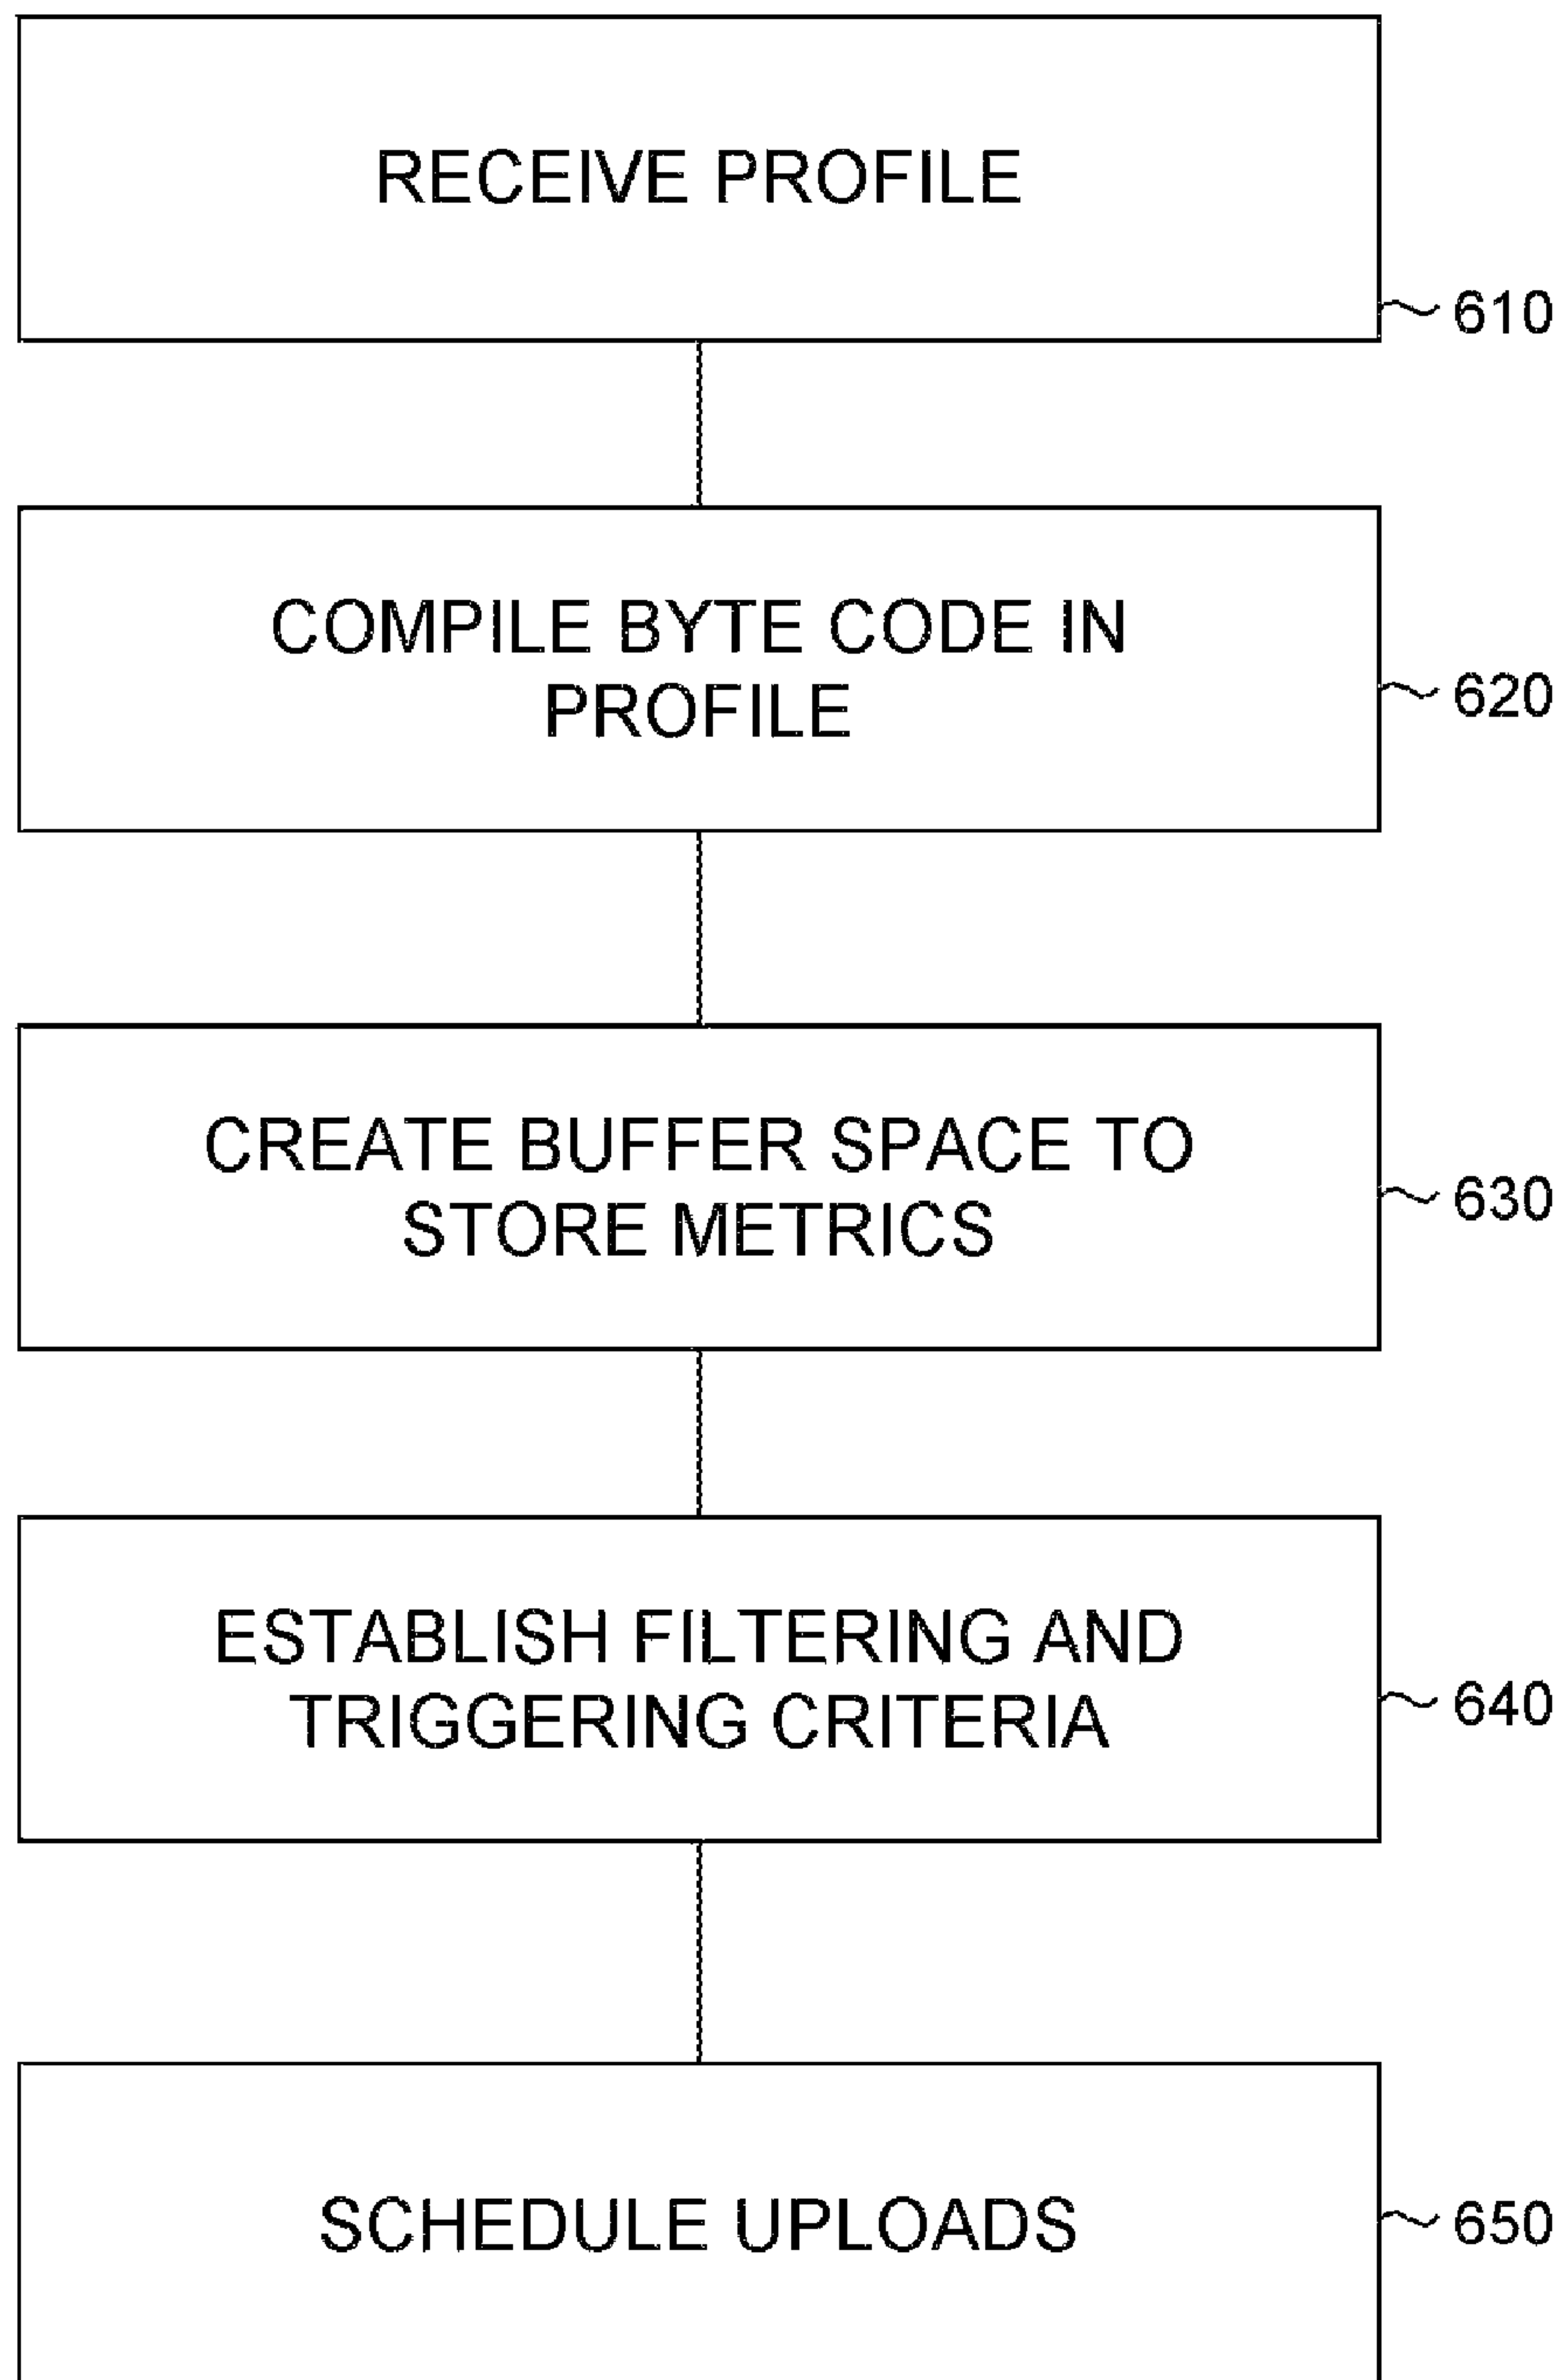 RECEIVE PROFILE
610
COMPILE BYTE CODE IN
PROFILE
620
CREATE BUFFER SPACE TO
STORE METRICS
630
ESTABLISH FILTERING AND
TRIGGERING CRITERIA
640
SCHEDULE UPLOADS
650